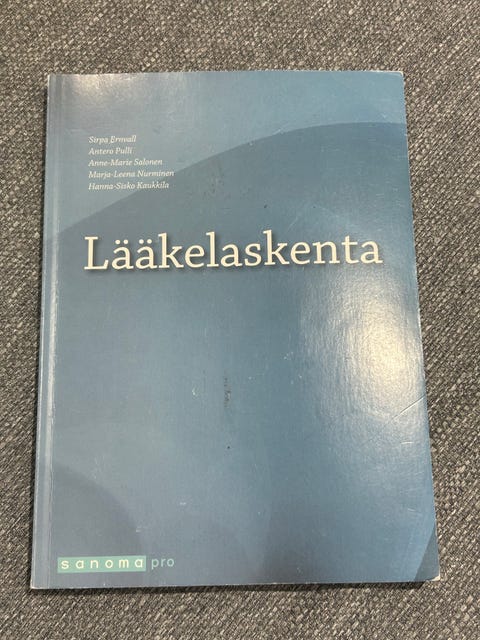 Sirpa Ernvall
Antero Pulli
Anne-Marie Salonen
Marja-Leena Nurminen
Hanna-Sisko Kaukkila
Lääkelaskenta
sanoma pro